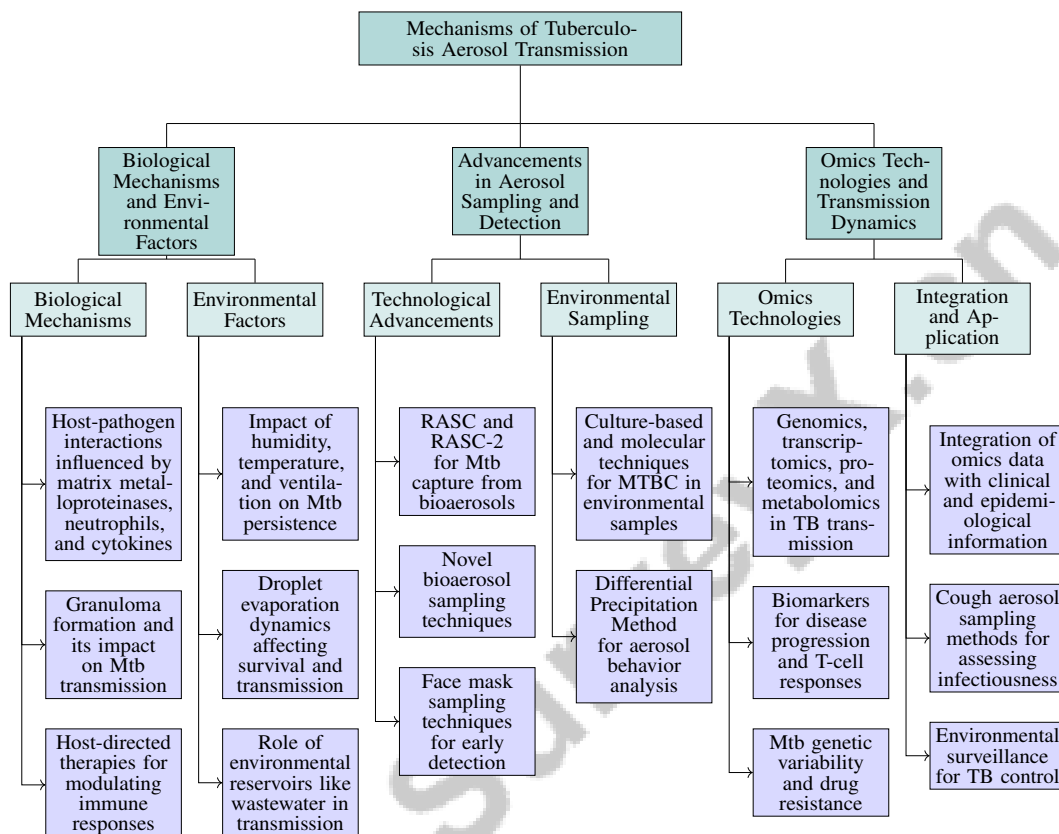 Mechanisms of Tuberculo-
sis Aerosol Transmission
Biological
Mechanisms
and Envi-
ronmental
Factors
Advancements
in Aerosol
Sampling and
Detection
Omics Tech-
nologies and
Transmission
Dynamics
Biological
Mechanisms
Environmental
Factors
Technological
Advancements
Environmental
Sampling
Omics
Technologies
Integration
and Ap-
plication
Host-pathogen
interactions
influenced by
matrix metal-
loproteinases,
neutrophils,
and cytokines
Granuloma
formation and
its impact
on Mtb
transmission
Host-directed
therapies for
modulating
immune
responses
Impact of
humidity,
temperature,
and ventilation
on Mtb
persistence
Droplet
evaporation
dynamics
affecting
survival and
transmission
Role of
environmental
reservoirs like
wastewater in
transmission
RASC and
RASC-2
for Mtb
capture from
bioaerosols
Novel
bioaerosol
sampling
techniques
Face mask
sampling
techniques
for early
detection
Culture-based
and molecular
techniques
for MTBC in
environmental
samples
Differential
Precipitation
Method
for aerosol
behavior
analysis
Genomics,
transcrip-
tomics, pro-
teomics, and
metabolomics
in TB trans-
mission
Biomarkers
for disease
progression
and T-cell
responses
Mtb genetic
variability
and drug
resistance
Integration of
omics data
with clinical
and epidemi-
ological
information
Cough aerosol
sampling
methods for
assessing
infectiousness
Environmental
surveillance
for TB control